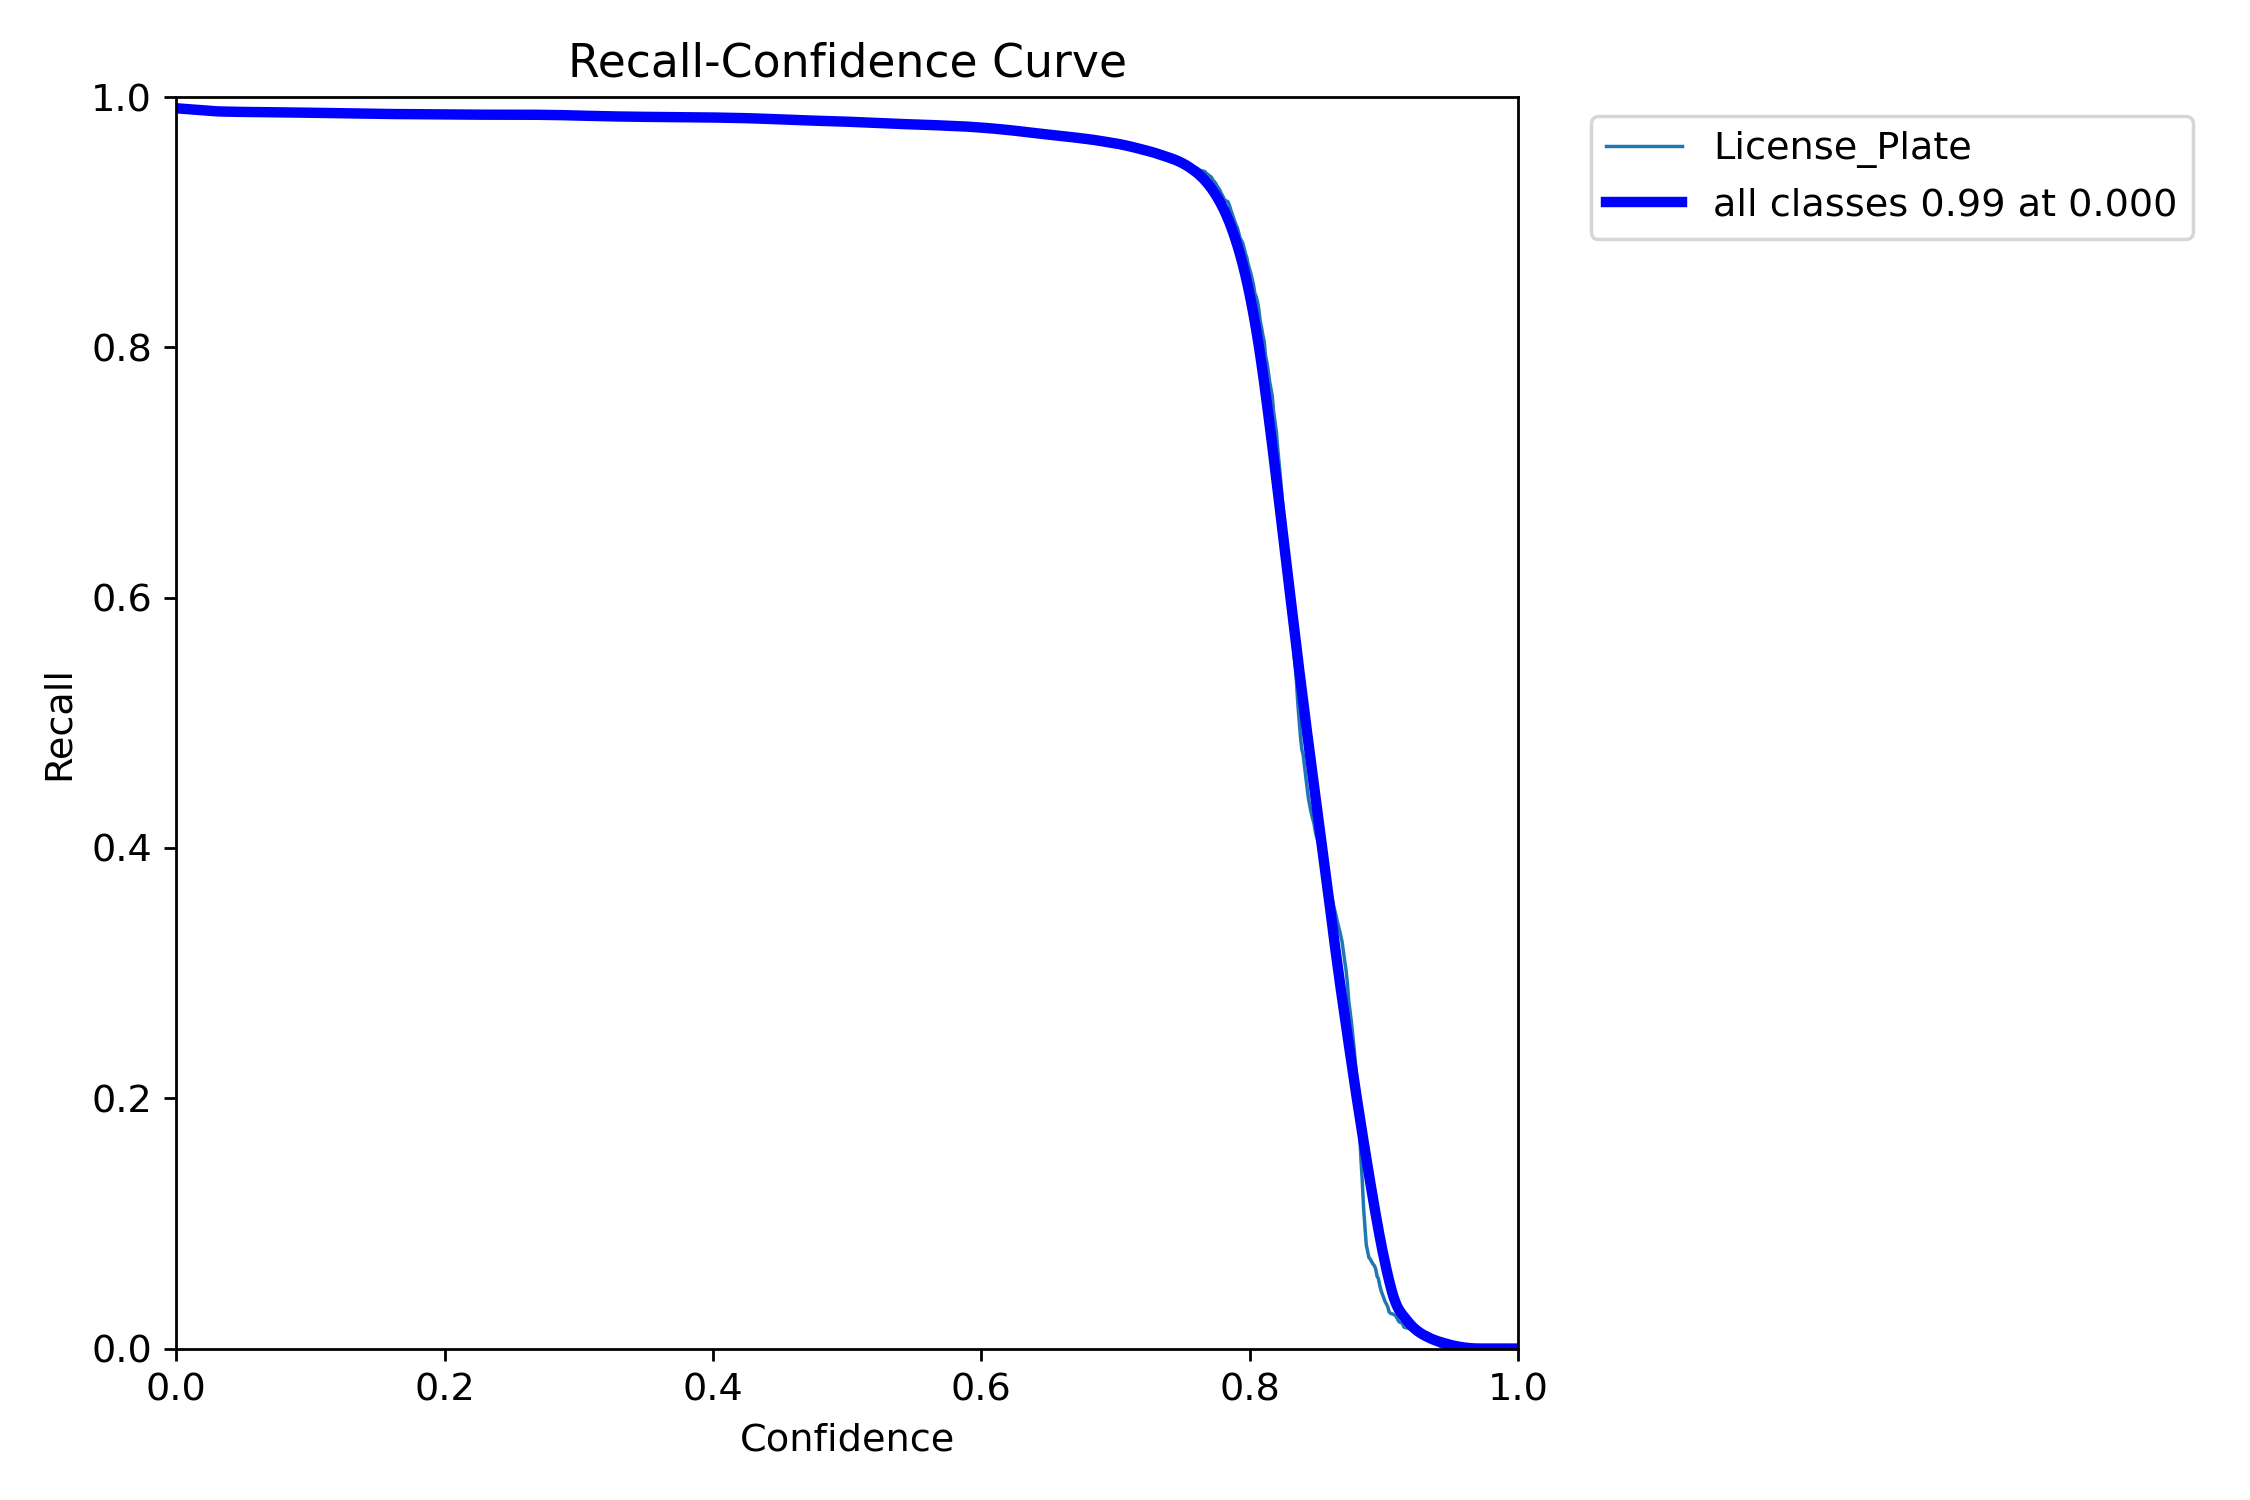 Recall-Confidence Curve
1.0
0.8
0.6
0.4
0.2
0.0
Recall
0.0 0.2 0.4 0.6 0.8 1.0
Confidence
License_Plate
all classes 0.99 at 0.000